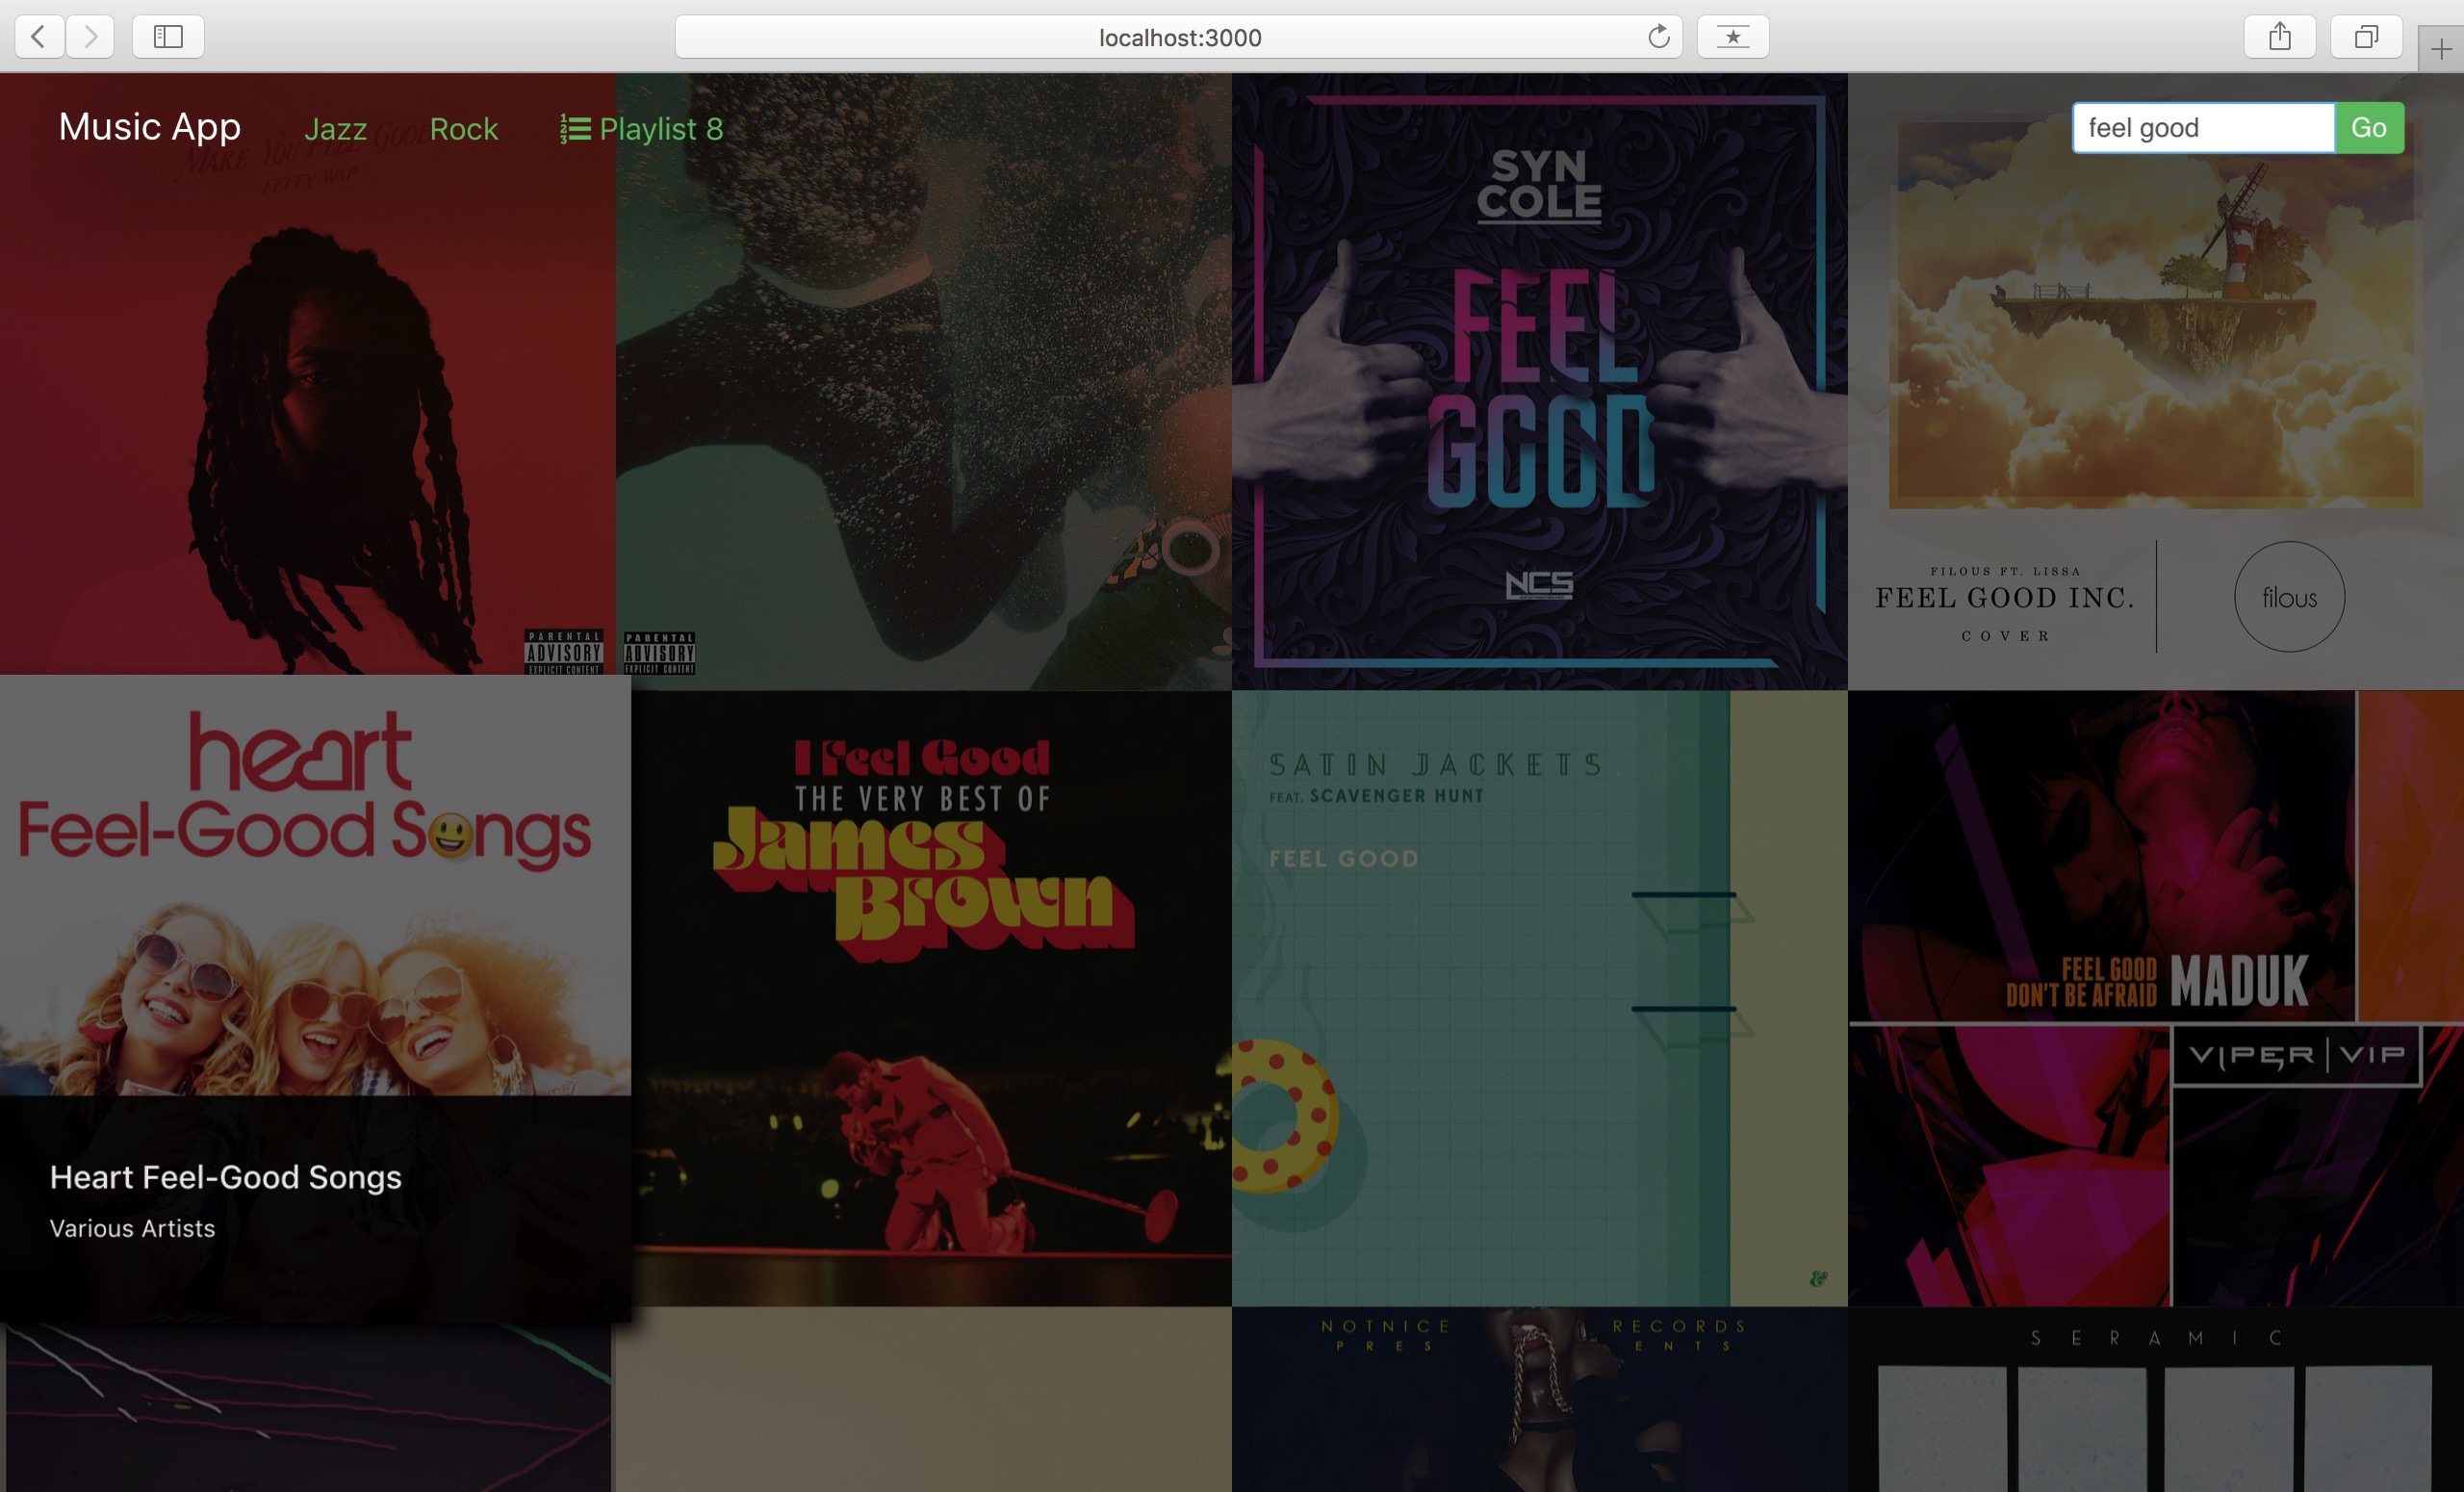 localhost:3000
Music App
Jazz
Rock
Playlist 8
feel good
Go
MAKE YOU FEEL GOOD
FETTY WAP
PARENTAL
ADVISORY
EXPLICIT CONTENT
PARENTAL
ADVISORY
EXPLICIT CONTENT
SYN
COLE
FEEL
GOOD
NCS
FILOUS FT. LISSA
FEEL GOOD INC.
COVER
filous
heart
Feel-Good Songs
Heart Feel-Good Songs
Various Artists
I Feel Good
THE VERY BEST OF
James
Brown
SATIN JACKETS
FEAT. SCAVENGER HUNT
FEEL GOOD
&
FEEL GOOD
DON'T BE AFRAID
MADUK
VIPER | VIP
NOTNICE RECORDS
PRESENTS
SERAMIC